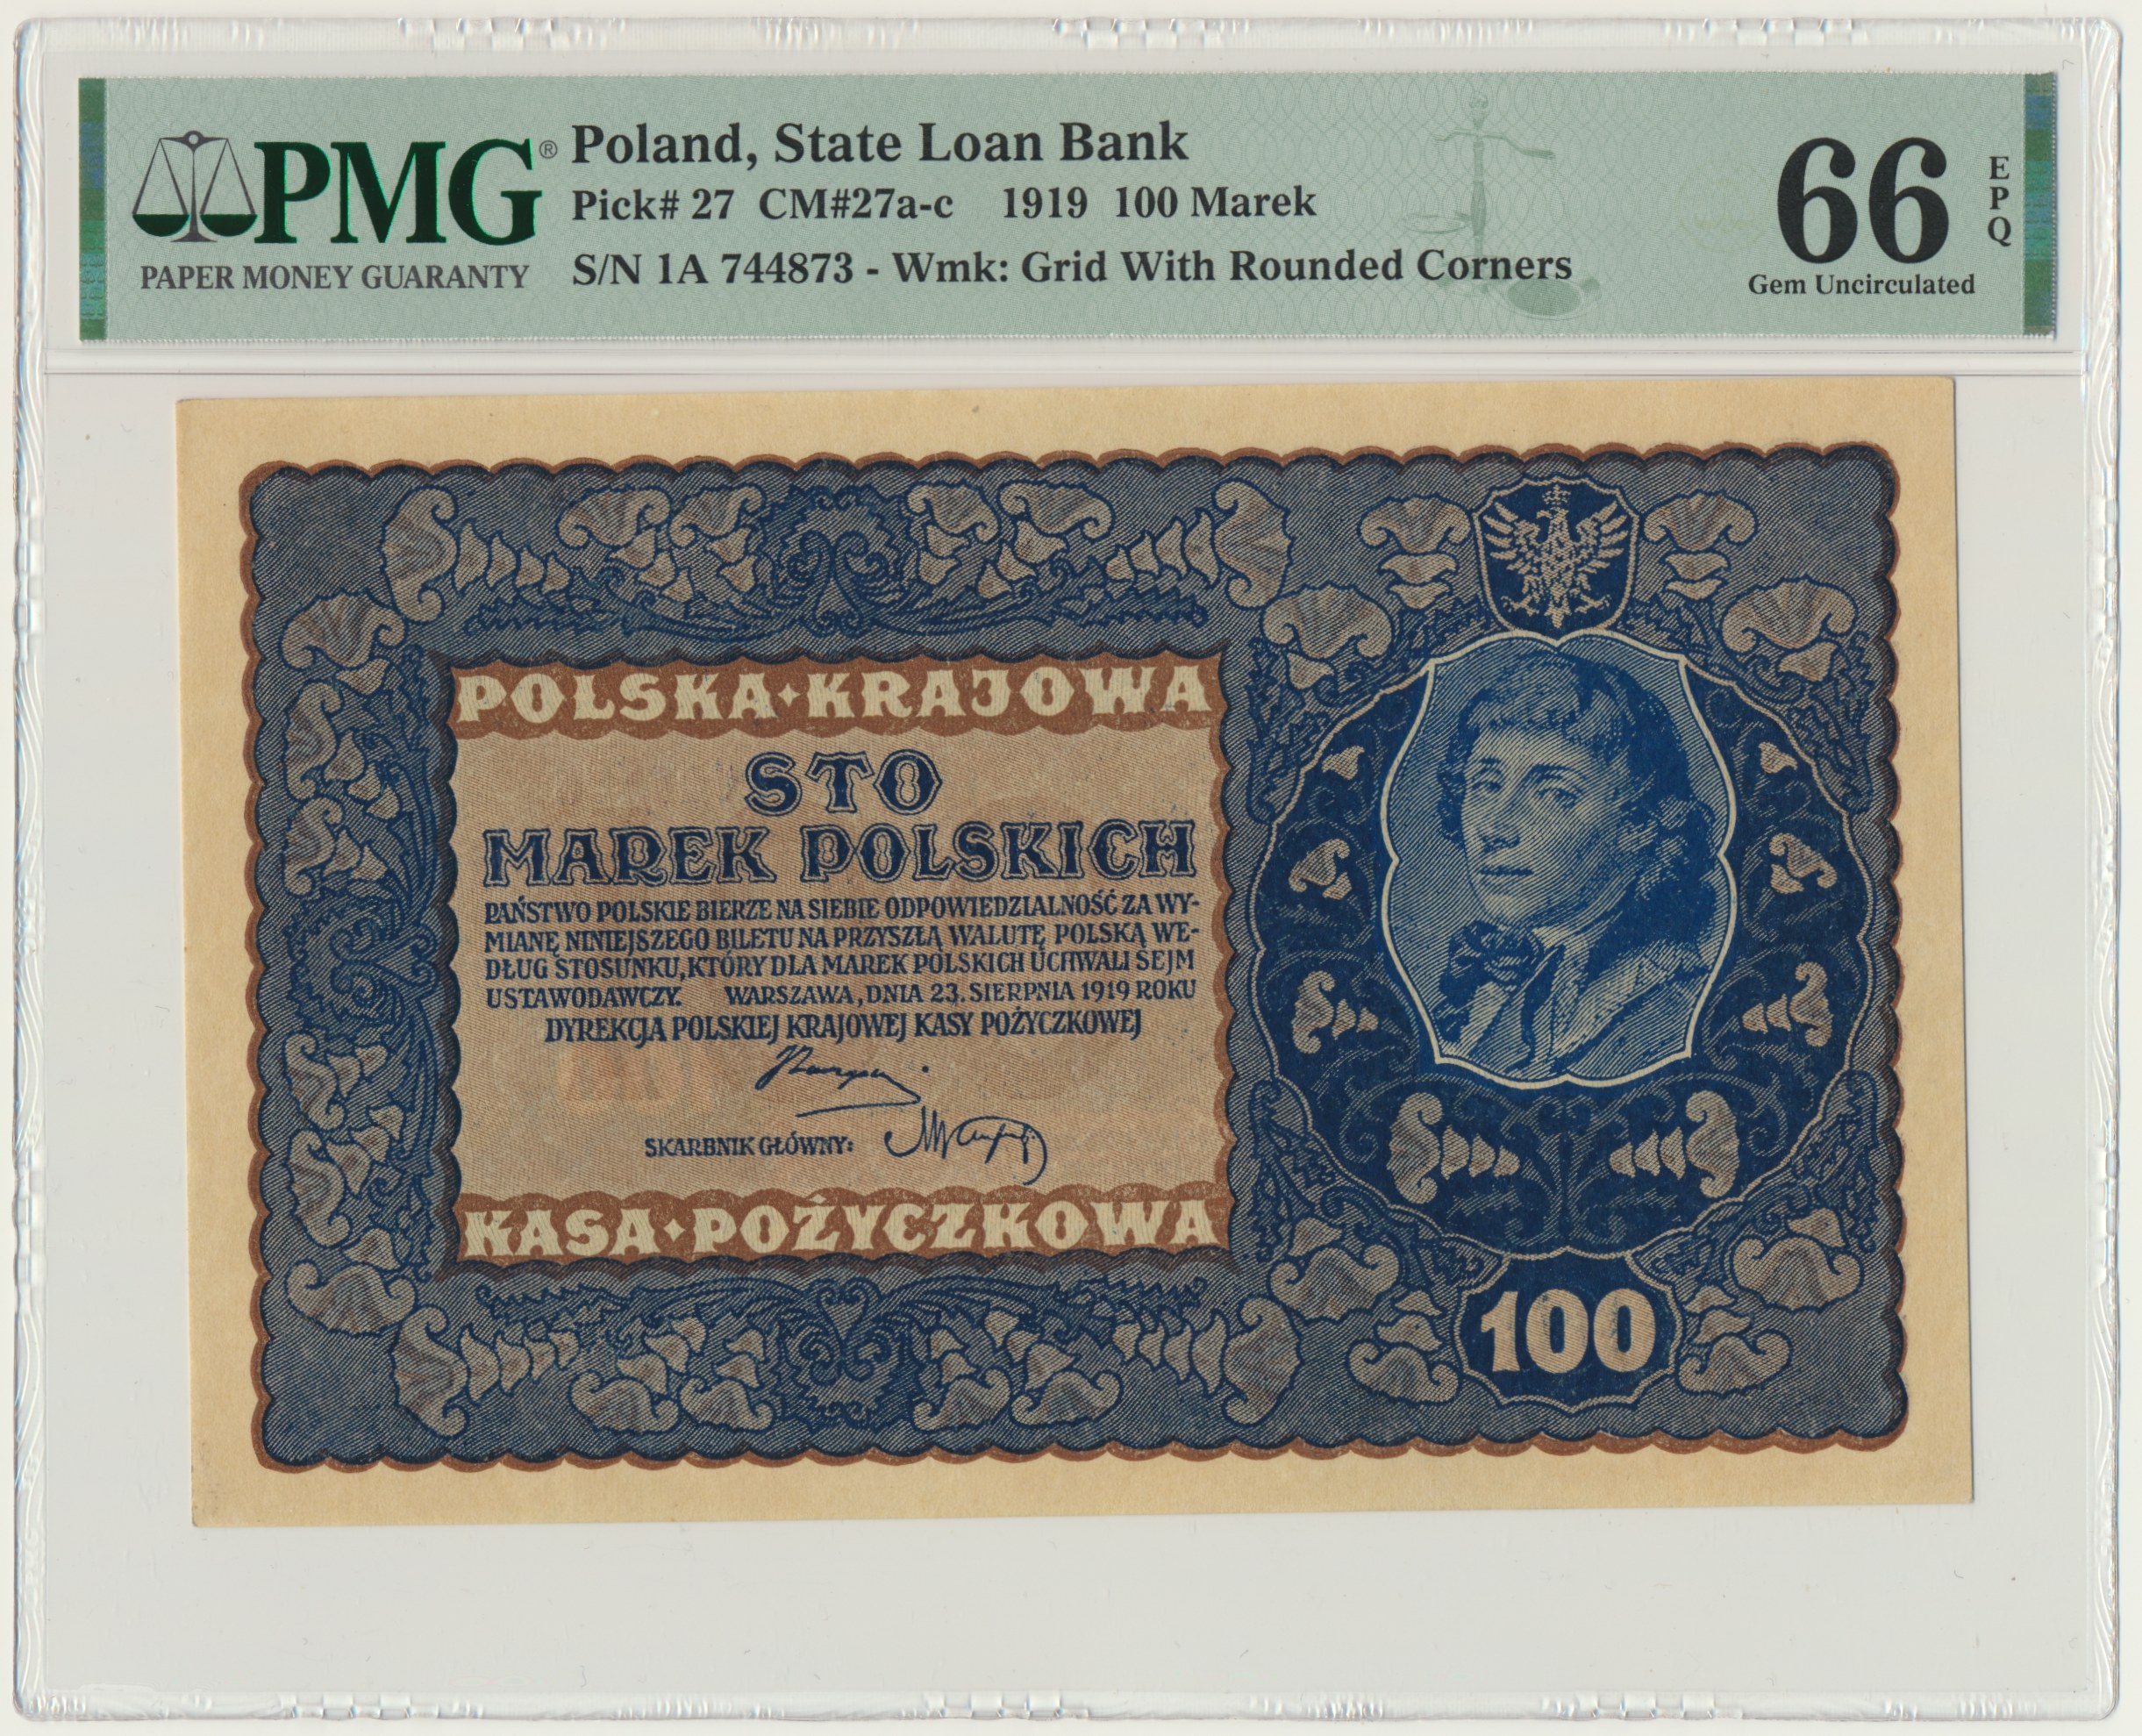 PMG®
PAPER MONEY GUARANTY
Poland, State Loan Bank
Pick# 27 CM#27a-c 1919 100 Marek
S/N 1A 744873 - Wmk: Grid With Rounded Corners
66
EPQ
Gem Uncirculated
POLSKA · KRAJOWA
STO
MAREK POLSKICH
PAŃSTWO POLSKIE BIERZE NA SIEBIE ODPOWIEDZIALNOŚĆ ZA WY-
MIANĘ NINIEJSZEGO BILETU NA PRZYSZŁĄ WALUTĘ POLSKĄ WE-
DŁUG STOSUNKU, KTÓRY DLA MAREK POLSKICH UCHWALI SEJM
USTAWODAWCZY. WARSZAWA, DNIA 23. SIERPNIA 1919 ROKU
DYREKCJA POLSKIEJ KRAJOWEJ KASY POŻYCZKOWEJ
SKARBNIK GŁÓWNY:
KASA · POŻYCZKOWA
100